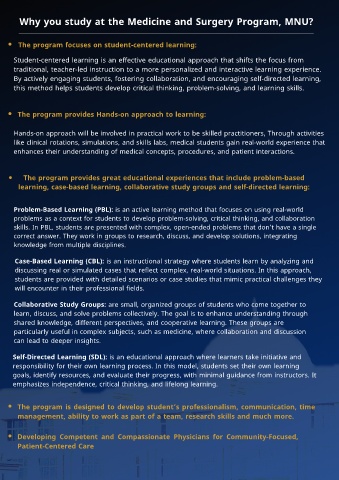 Why you study at the Medicine and Surgery Program, MNU?
• The program focuses on student-centered learning:
Student-centered learning is an effective educational approach that shifts the focus from
traditional, teacher-led instruction to a more personalized and interactive learning experience.
By actively engaging students, fostering collaboration, and encouraging self-directed learning,
this method helps students develop critical thinking, problem-solving, and learning skills.
• The program provides Hands-on approach to learning:
Hands-on approach will be involved in practical work to be skilled practitioners, Through activities
like clinical rotations, simulations, and skills labs, medical students gain real-world experience that
enhances their understanding of medical concepts, procedures, and patient interactions.
• The program provides great educational experiences that include problem-based
learning, case-based learning, collaborative study groups and self-directed learning:
Problem-Based Learning (PBL): is an active learning method that focuses on using real-world
problems as a context for students to develop problem-solving, critical thinking, and collaboration
skills. In PBL, students are presented with complex, open-ended problems that don't have a single
correct answer. They work in groups to research, discuss, and develop solutions, integrating
knowledge from multiple disciplines.
Case-Based Learning (CBL): is an instructional strategy where students learn by analyzing and
discussing real or simulated cases that reflect complex, real-world situations. In this approach,
students are provided with detailed scenarios or case studies that mimic practical challenges they
will encounter in their professional fields.
Collaborative Study Groups: are small, organized groups of students who come together to
learn, discuss, and solve problems collectively. The goal is to enhance understanding through
shared knowledge, different perspectives, and cooperative learning. These groups are
particularly useful in complex subjects, such as medicine, where collaboration and discussion
can lead to deeper insights.
Self-Directed Learning (SDL): is an educational approach where learners take initiative and
responsibility for their own learning process. In this model, students set their own learning
goals, identify resources, and evaluate their progress, with minimal guidance from instructors. It
emphasizes independence, critical thinking, and lifelong learning.
• The program is designed to develop student's professionalism, communication, time
management, ability to work as part of a team, research skills and much more.
• Developing Competent and Compassionate Physicians for Community-Focused,
Patient-Centered Care